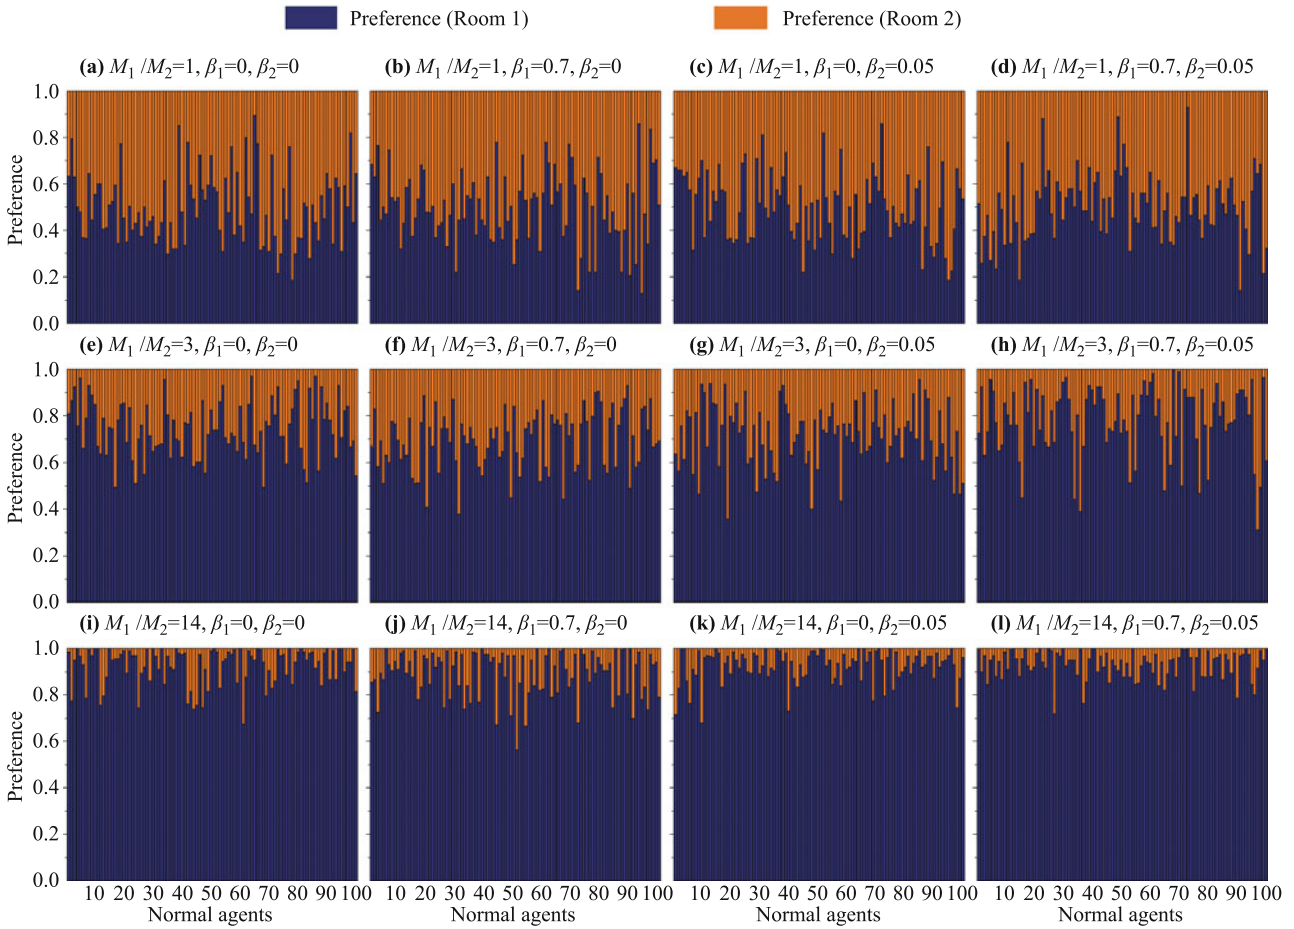 Preference (Room 1) Preference (Room 2)
(a) M1 /M2=1, β1=0, β2=0 (b) M1 /M2=1, β1=0.7, β2=0 (c) M1 /M2=1, β1=0, β2=0.05 (d) M1 /M2=1, β1=0.7, β2=0.05
1.0
0.8
0.6
0.4
0.2
0.0
Preference
(e) M1 /M2=3, β1=0, β2=0 (f) M1 /M2=3, β1=0.7, β2=0 (g) M1 /M2=3, β1=0, β2=0.05 (h) M1 /M2=3, β1=0.7, β2=0.05
1.0
0.8
0.6
0.4
0.2
0.0
Preference
(i) M1 /M2=14, β1=0, β2=0 (j) M1 /M2=14, β1=0.7, β2=0 (k) M1 /M2=14, β1=0, β2=0.05 (l) M1 /M2=14, β1=0.7, β2=0.05
1.0
0.8
0.6
0.4
0.2
0.0
Preference
10 20 30 40 50 60 70 80 90 100 10 20 30 40 50 60 70 80 90 100 10 20 30 40 50 60 70 80 90 100 10 20 30 40 50 60 70 80 90 100
Normal agents Normal agents Normal agents Normal agents